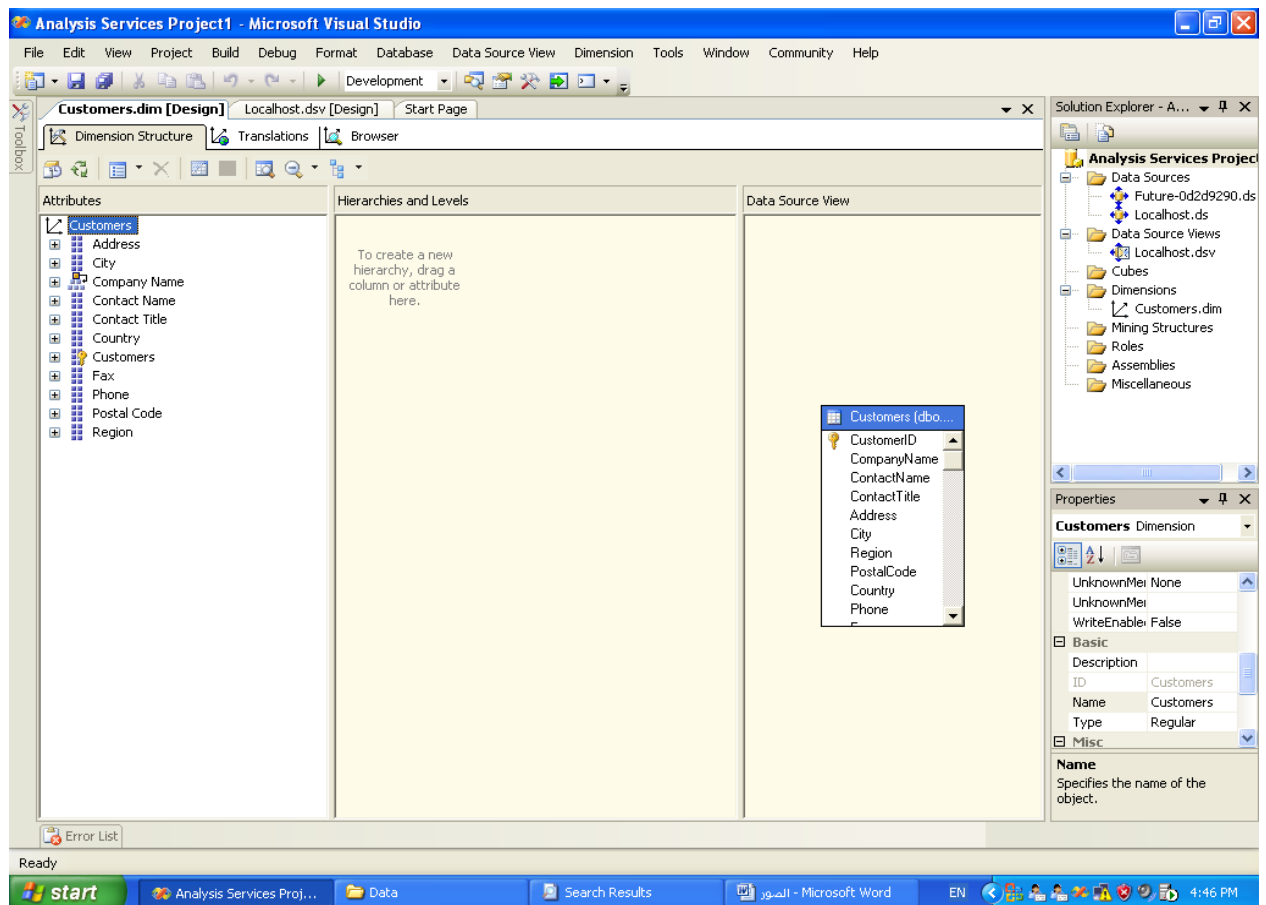 Analysis Services Project1 - Microsoft Visual Studio
File Edit View Project Build Debug Format Database Data Source View Dimension Tools Window Community Help
Development
Toolbox
Customers.dim [Design] Localhost.dsv [Design] Start Page
Dimension Structure Translations Browser
Attributes
Customers
Address
City
Company Name
Contact Name
Contact Title
Country
Customers
Fax
Phone
Postal Code
Region
Hierarchies and Levels
To create a new
hierarchy, drag a
column or attribute
here.
Data Source View
Customers (dbo....
CustomerID
CompanyName
ContactName
ContactTitle
Address
City
Region
PostalCode
Country
Phone
Solution Explorer - A...
Analysis Services Projec
Data Sources
Future-0d2d9290.ds
Localhost.ds
Data Source Views
Localhost.dsv
Cubes
Dimensions
Customers.dim
Mining Structures
Roles
Assemblies
Miscellaneous
Properties
Customers Dimension
UnknownMei None
UnknownMei
WriteEnable False
Basic
Description
ID Customers
Name Customers
Type Regular
Misc
Name
Specifies the name of the
object.
Error List
Ready
start Analysis Services Proj... Data Search Results الصور - Microsoft Word EN 4:46 PM